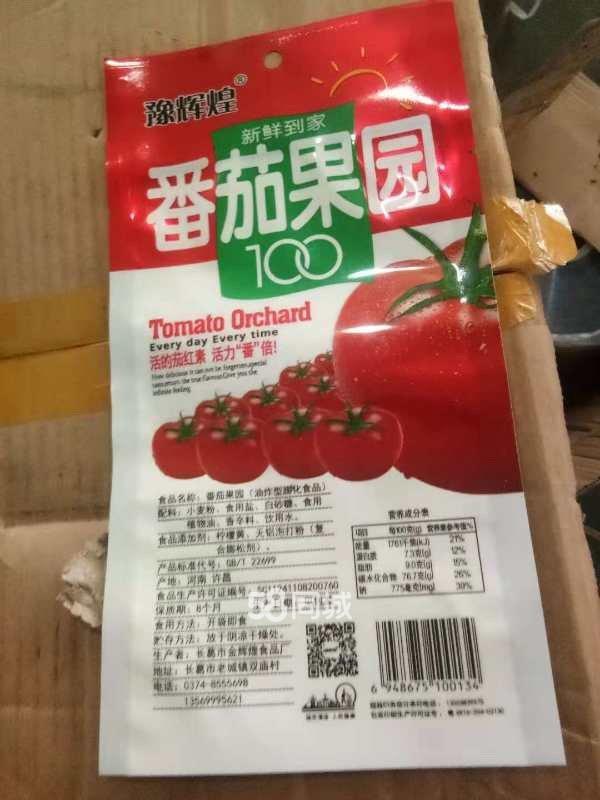 豫辉煌®
新鲜到家
番茄果园
100
Tomato Orchard
Every day Every time
活的茄红素 活力“番”倍!
食品名称: 番茄果园 (油炸型膨化食品)
配料: 小麦粉、食用盐、白砂糖、食用
植物油、香辛料、饮用水。
食品添加剂: 柠檬黄、无铝泡打粉 (复
合膨松剂)。
产品标准代号: GB/T 22699
产地: 河南 许昌
食品生产许可证编号: SC11241108200760
保质期: 8个月
食用方法: 开袋即食
贮存方法: 放于阴凉干燥处。
生产者: 长葛市金辉煌食品厂
地址: 长葛市老城镇双庙村
电话: 0374-8555698
13569995621
营养成分表
项目 每100克(g) 营养素参考值%
能量 1761千焦(kJ) 21%
蛋白质 7.3克(g) 12%
脂肪 9.0克(g) 15%
碳水化合物 76.7克(g) 26%
钠 775毫克(mg) 39%
58同城
6 948675 100134